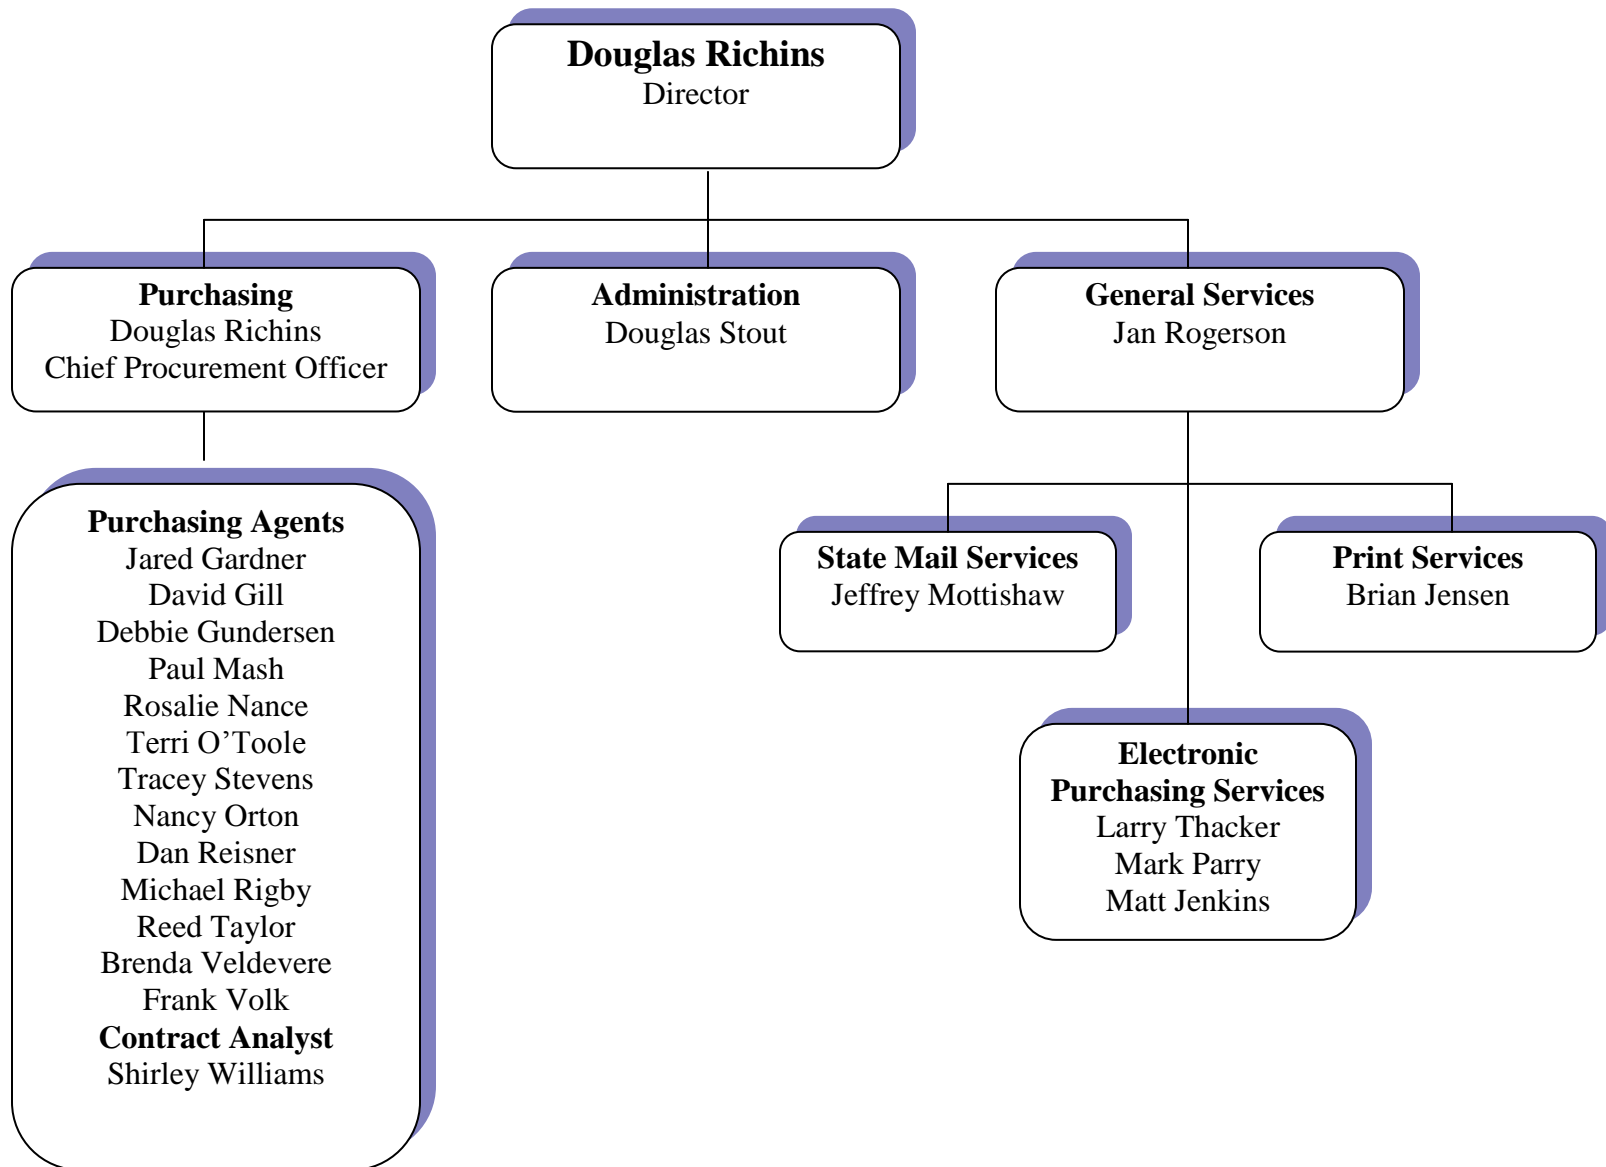 Douglas Richins
Director
Purchasing
Douglas Richins
Chief Procurement Officer
Administration
Douglas Stout
General Services
Jan Rogerson
Purchasing Agents
Jared Gardner
David Gill
Debbie Gundersen
Paul Mash
Rosalie Nance
Terri O’Toole
Tracey Stevens
Nancy Orton
Dan Reisner
Michael Rigby
Reed Taylor
Brenda Veldevere
Frank Volk
Contract Analyst
Shirley Williams
State Mail Services
Jeffrey Mottishaw
Print Services
Brian Jensen
Electronic
Purchasing Services
Larry Thacker
Mark Parry
Matt Jenkins